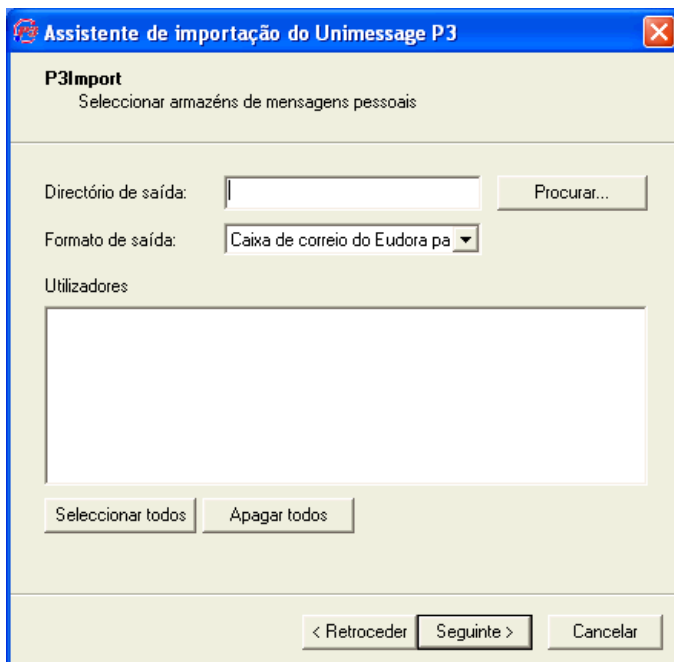 Assistente de importação do Unimessage P3
P3Import
Seleccionar armazéns de mensagens pessoais
Directório de saída:
Procurar...
Formato de saída:
Caixa de correio do Eudora pa
Utilizadores
Seleccionar todos
Apagar todos
< Retroceder
Seguinte >
Cancelar